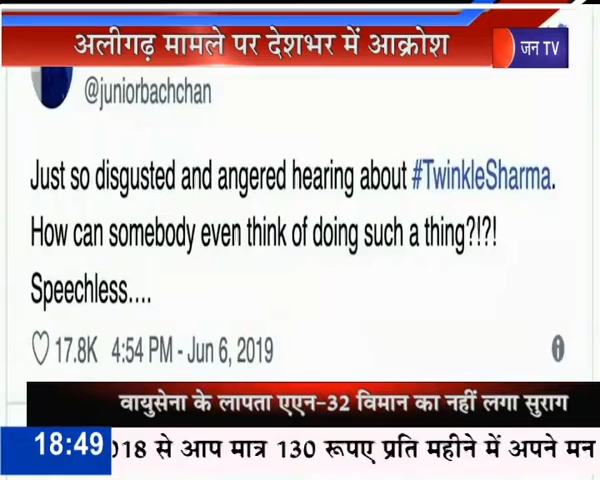 अलीगढ़ मामले पर देशभर में आक्रोश
जन TV
@juniorbachchan
Just so disgusted and angered hearing about #TwinkleSharma.
How can somebody even think of doing such a thing?!?!
Speechless....
17.8K 4:54 PM - Jun 6, 2019
वायुसेना के लापता एएन-32 विमान का नहीं लगा सुराग
18:49 018 से आप मात्र 130 रूपए प्रति महीने में अपने मन